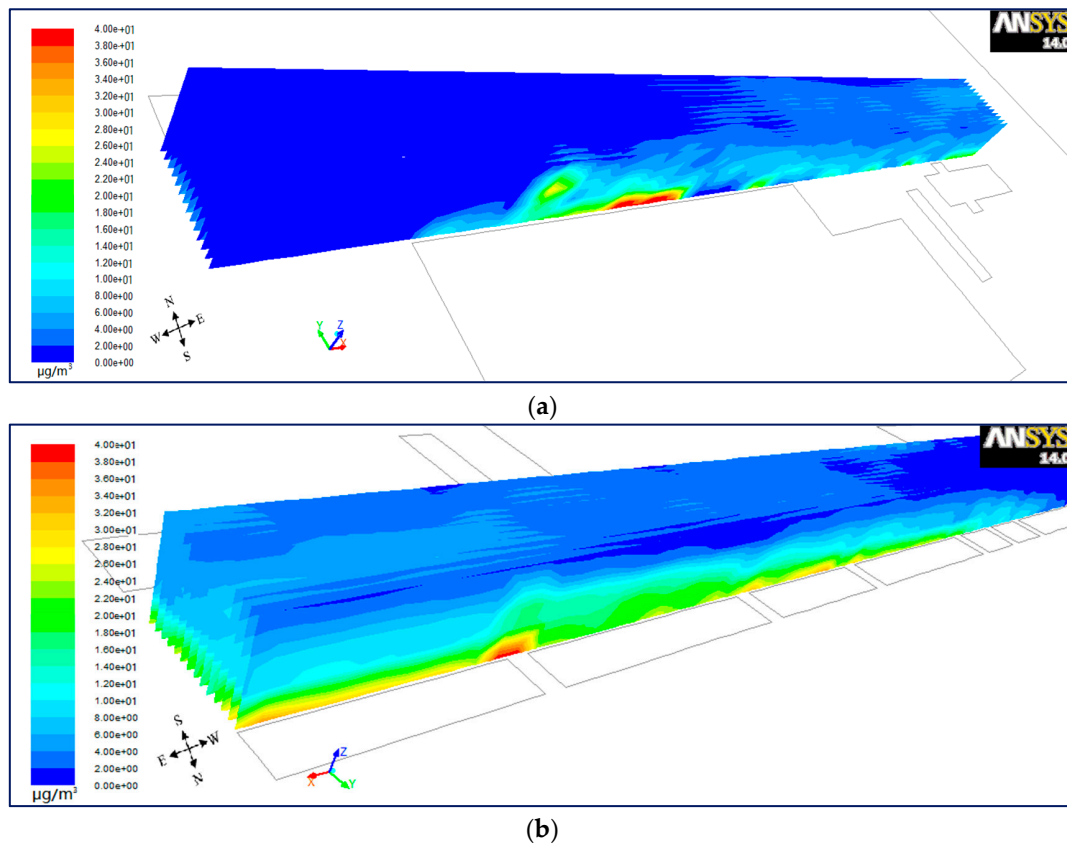 ANSYS
14.0
4.00e+01
3.80e+01
3.60e+01
3.40e+01
3.20e+01
3.00e+01
2.80e+01
2.60e+01
2.40e+01
2.20e+01
2.00e+01
1.80e+01
1.60e+01
1.40e+01
1.20e+01
1.00e+01
8.00e+00
6.00e+00
4.00e+00
2.00e+00
0.00e+00
µg/m³
N
W E
S
Y Z
X
(a)
ANSYS
14.0
4.00e+01
3.80e+01
3.60e+01
3.40e+01
3.20e+01
3.00e+01
2.80e+01
2.60e+01
2.40e+01
2.20e+01
2.00e+01
1.80e+01
1.60e+01
1.40e+01
1.20e+01
1.00e+01
8.00e+00
6.00e+00
4.00e+00
2.00e+00
0.00e+00
µg/m³
S
E W
N
Z
X Y
(b)